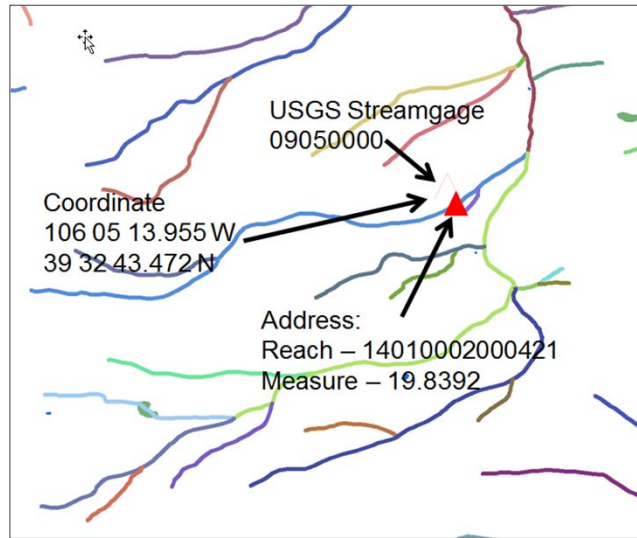 USGS Streamgage
09050000
Coordinate
106 05 13.955 W
39 32 43.472 N
Address:
Reach – 14010002000421
Measure – 19.8392